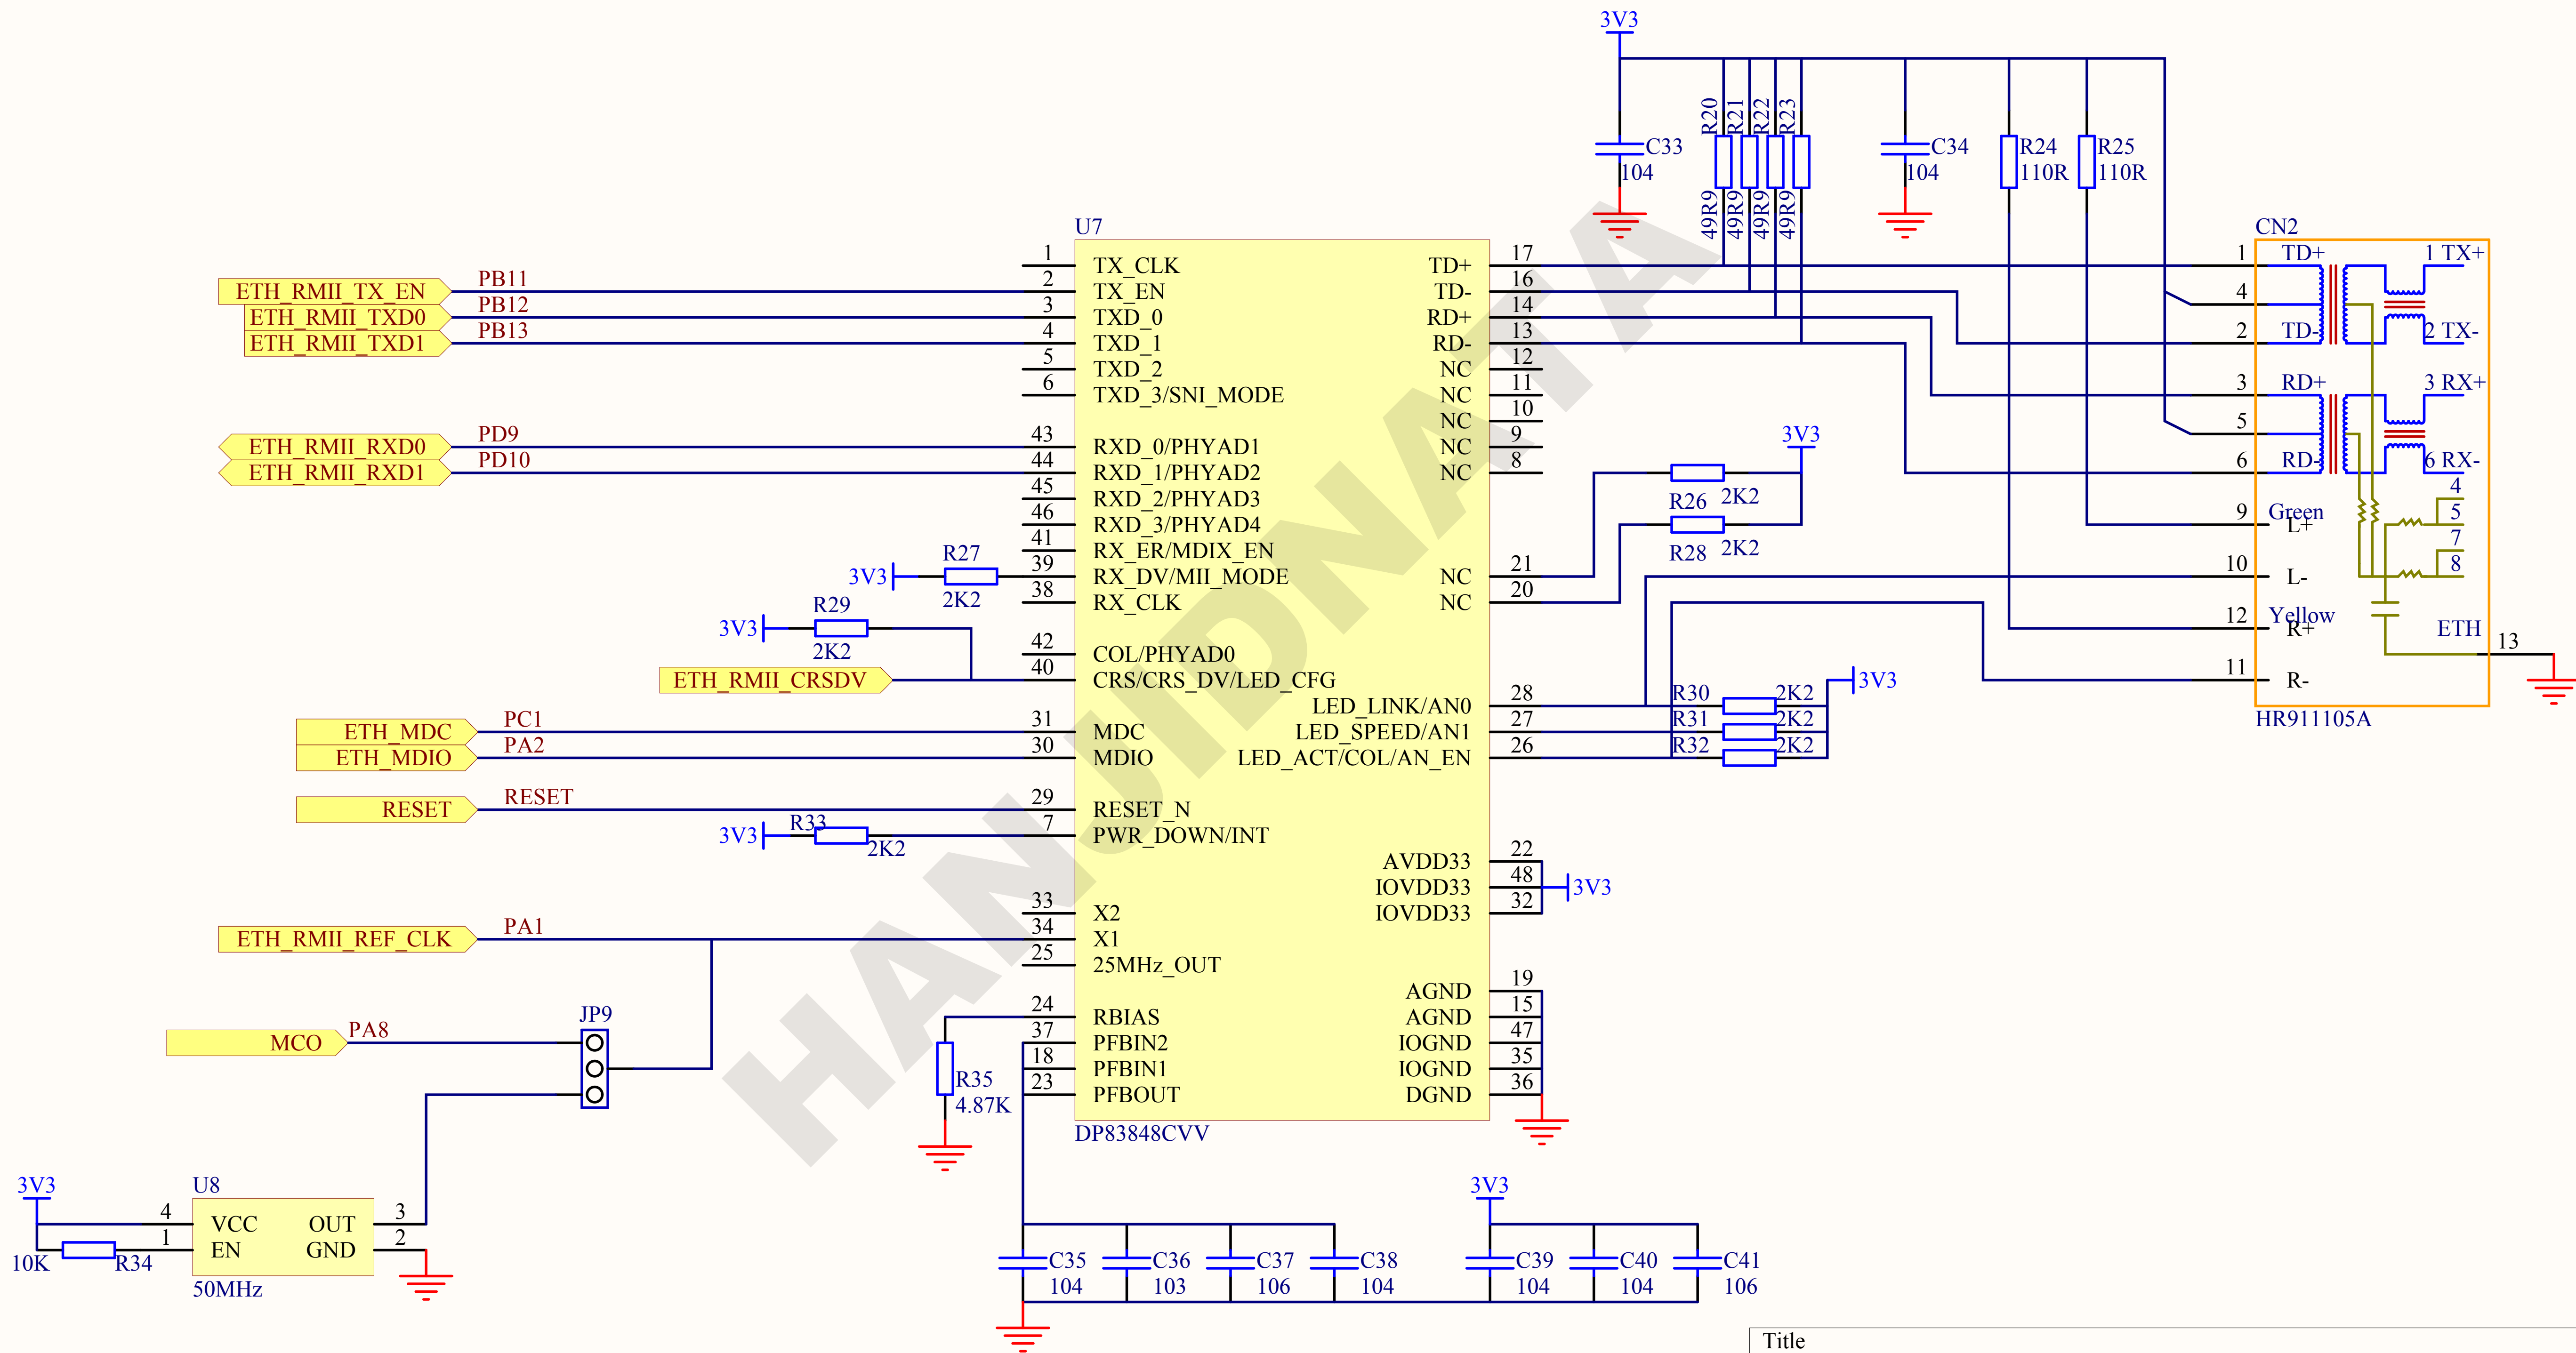 3V3
C33
104
R20
R21
R22
R23
49R9
49R9
49R9
49R9
C34
104
R24
110R
R25
110R
U7
1 TX_CLK
ETH_RMII_TX_EN PB11 2 TX_EN
ETH_RMII_TXD0 PB12 3 TXD_0
ETH_RMII_TXD1 PB13 4 TXD_1
5 TXD_2
6 TXD_3/SNI_MODE
ETH_RMII_RXD0 PD9 43 RXD_0/PHYAD1
ETH_RMII_RXD1 PD10 44 RXD_1/PHYAD2
45 RXD_2/PHYAD3
46 RXD_3/PHYAD4
41 RX_ER/MDIX_EN
3V3 R27 2K2 39 RX_DV/MII_MODE
38 RX_CLK
3V3 R29 2K2
42 COL/PHYAD0
ETH_RMII_CRSDV 40 CRS/CRS_DV/LED_CFG
ETH_MDC PC1 31 MDC
ETH_MDIO PA2 30 MDIO
RESET RESET 29 RESET_N
3V3 R33 2K2 7 PWR_DOWN/INT
33 X2
ETH_RMII_REF_CLK PA1 34 X1
25 25MHz_OUT
24 RBIAS
37 PFBIN2
18 PFBIN1
23 PFBOUT
R35
4.87K
MCO PA8 JP9
TD+ 17
TD- 16
RD+ 14
RD- 13
NC 12
NC 11
NC 10
NC 9
NC 8
NC 21
NC 20
R26 2K2
R28 2K2
3V3
LED_LINK/AN0 28 R30 2K2
LED_SPEED/AN1 27 R31 2K2
LED_ACT/COL/AN_EN 26 R32 2K2
3V3
AVDD33 22
IOVDD33 48 3V3
IOVDD33 32
AGND 19
AGND 15
IOGND 47
IOGND 35
DGND 36
DP83848CVV
CN2
1 TD+ 1 TX+
4
2 TD- 2 TX-
3 RD+ 3 RX+
5
6 RD- 6 RX-
4
9 Green L+ 5
7
10 L- 8
12 Yellow R+ ETH 13
11 R-
HR911105A
3V3
U8
4 VCC OUT 3
1 EN GND 2
10K R34
50MHz
C35
104
C36
103
C37
106
C38
104
3V3
C39
104
C40
104
C41
106
HANJIDNATA
Title